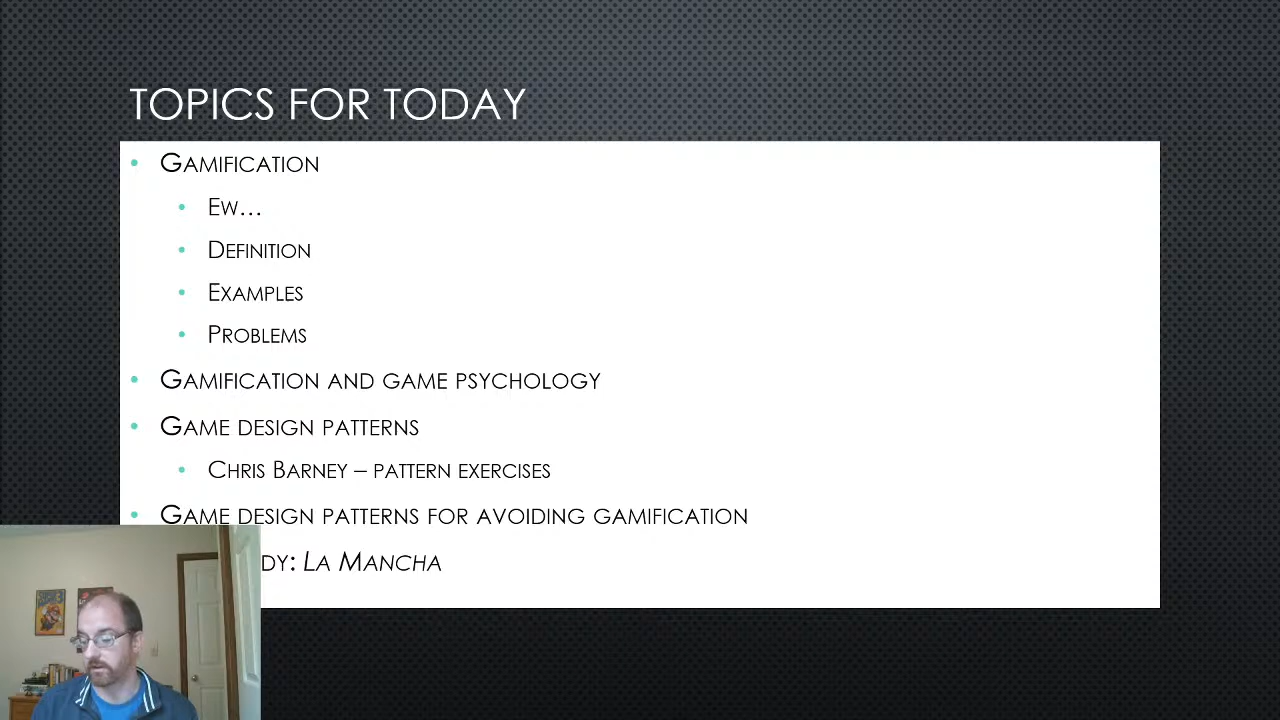 TOPICS FOR TODAY
• GAMIFICATION
• EW…
• DEFINITION
• EXAMPLES
• PROBLEMS
• GAMIFICATION AND GAME PSYCHOLOGY
• GAME DESIGN PATTERNS
• CHRIS BARNEY – PATTERN EXERCISES
• GAME DESIGN PATTERNS FOR AVOIDING GAMIFICATION
DY: LA MANCHA